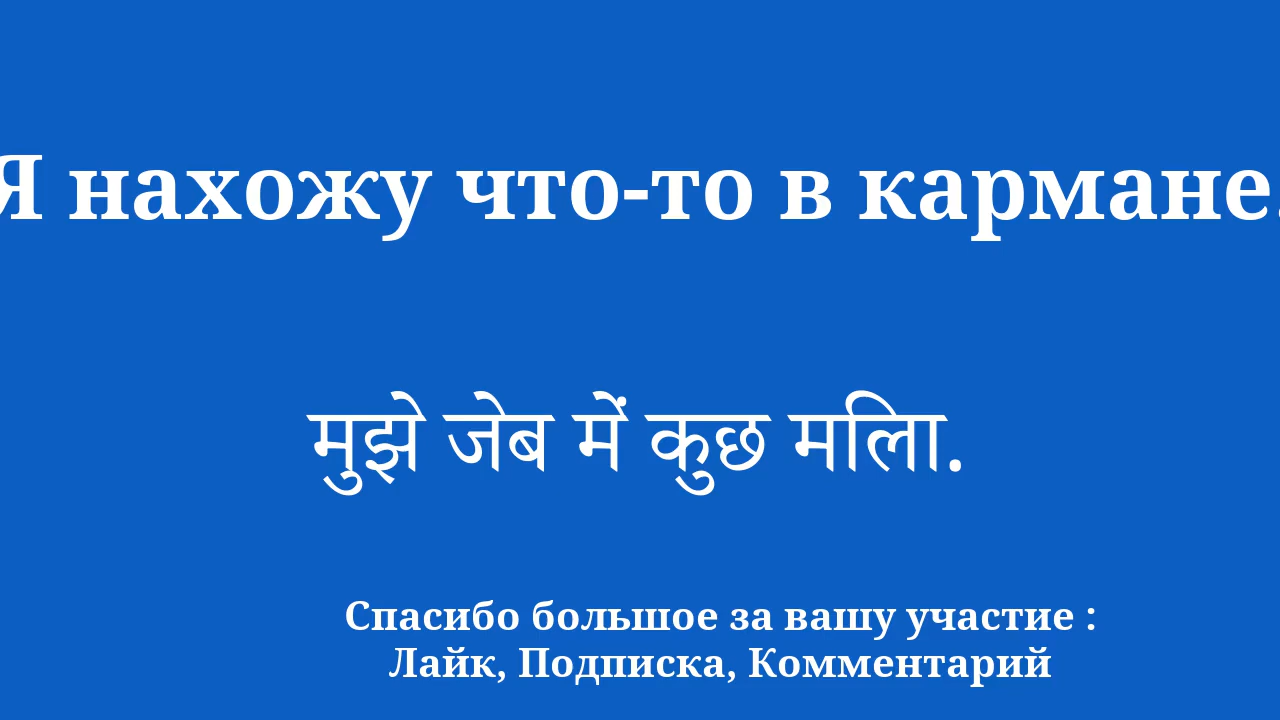 Я нахожу что-то в кармане.
मुझे जेब में कुछ मिला.
Спасибо большое за вашу участие :
Лайк, Подписка, Комментарий